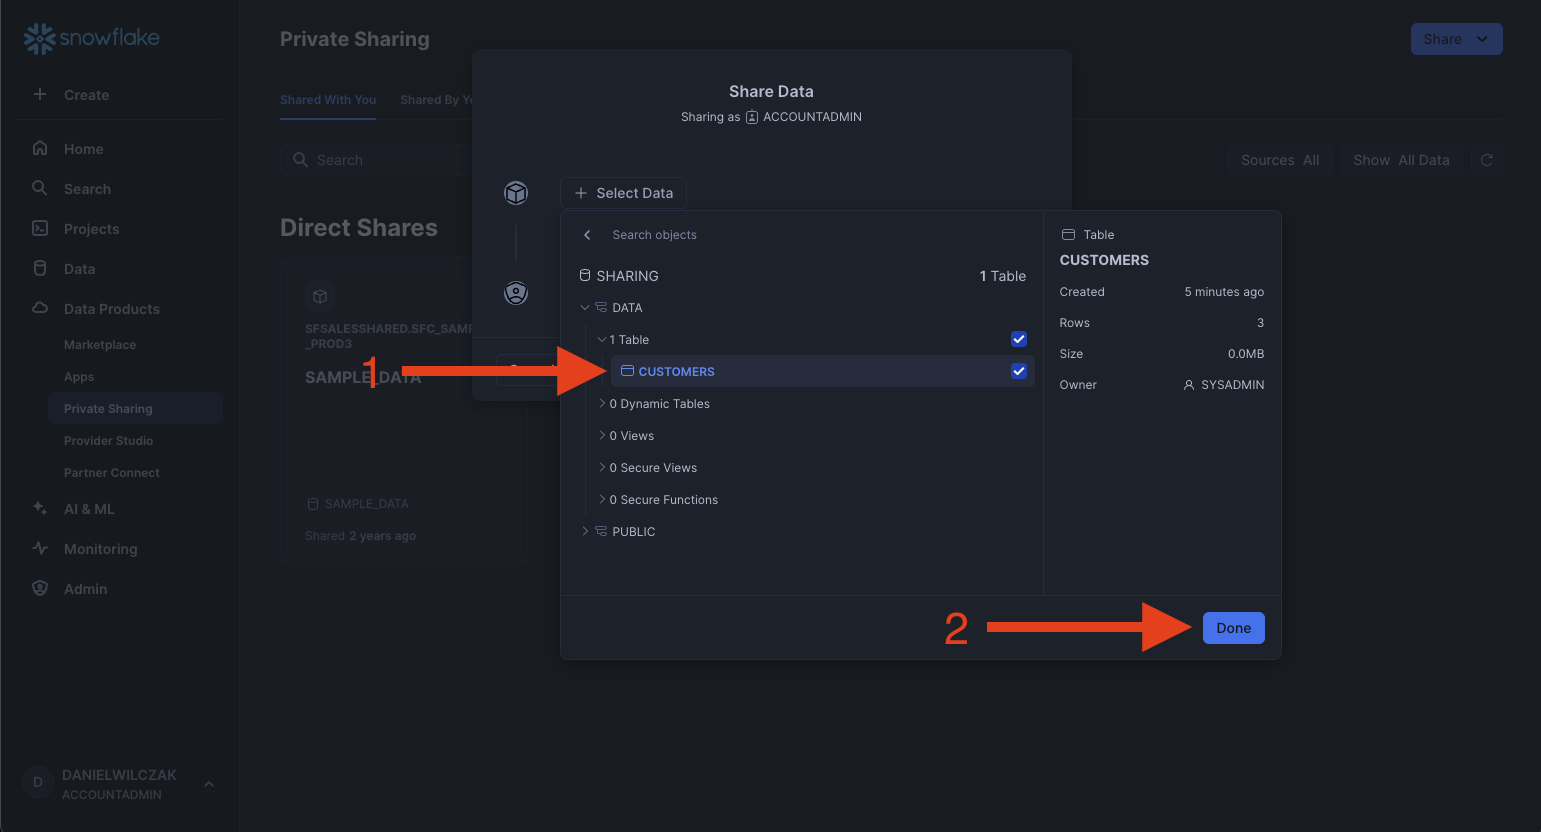 snowflake
Create
Home
Search
Projects
Data
Data Products
Marketplace
Apps
Private Sharing
Provider Studio
Partner Connect
AI & ML
Monitoring
Admin
D
DANIELWILCZAK
ACCOUNTADMIN
Private Sharing
Share
Shared With You
Shared By Yo
Search
Sources All
Show All Data
Direct Shares
SFSALESSHARED.SFC_SAMP
_PROD3
SAMPLE_DATA
SAMPLE_DATA
Shared 2 years ago
Share Data
Sharing as ACCOUNTADMIN
Select Data
Search objects
SHARING 1 Table
DATA
1 Table
1
CUSTOMERS
0 Dynamic Tables
0 Views
0 Secure Views
0 Secure Functions
PUBLIC
Table
CUSTOMERS
Created 5 minutes ago
Rows 3
Size 0.0MB
Owner SYSADMIN
2
Done